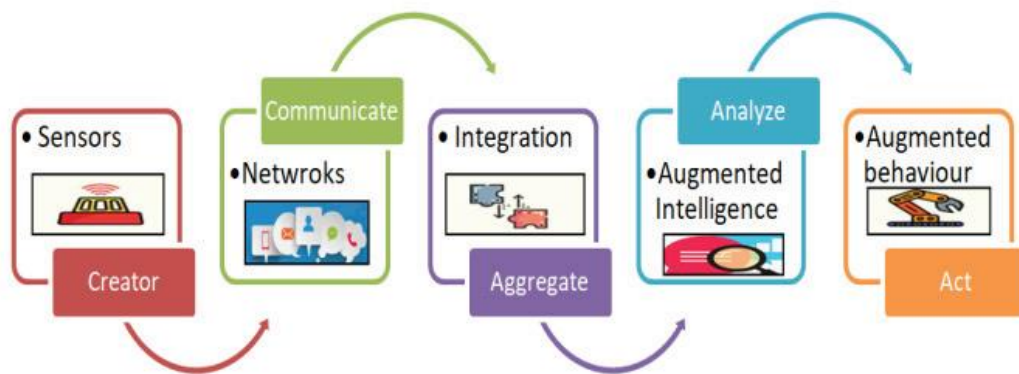 • Sensors
Creator
Communicate
•Netwroks
• Integration
Aggregate
Analyze
•Augmented
Intelligence
• Augmented
behaviour
Act